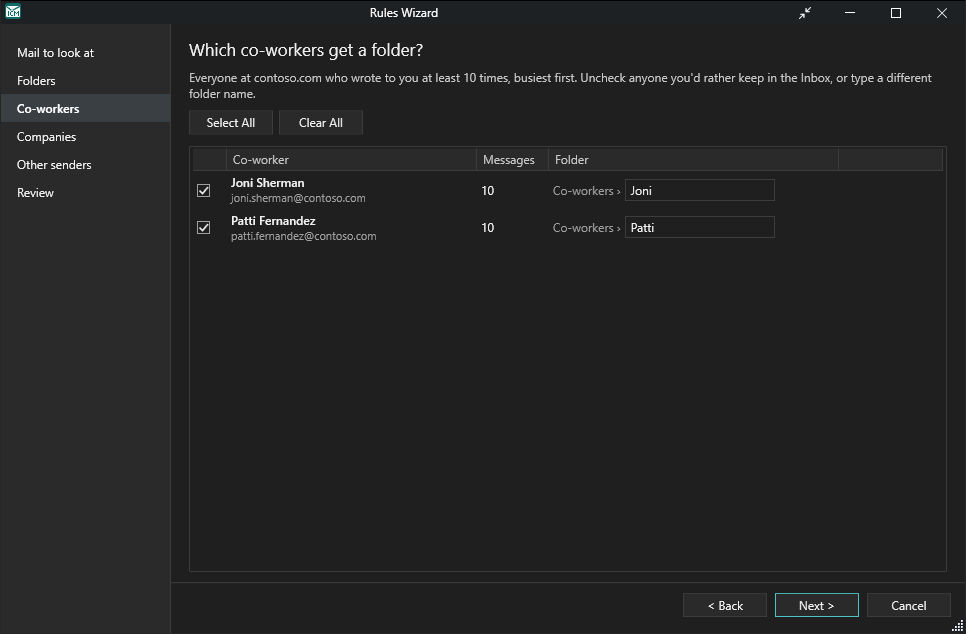 ICM
Rules Wizard
Mail to look at
Folders
Co-workers
Companies
Other senders
Review
Which co-workers get a folder?
Everyone at contoso.com who wrote to you at least 10 times, busiest first. Uncheck anyone you'd rather keep in the Inbox, or type a different
folder name.
Select All
Clear All
Co-worker Messages Folder
Joni Sherman
joni.sherman@contoso.com
10 Co-workers › Joni
Patti Fernandez
patti.fernandez@contoso.com
10 Co-workers › Patti
< Back
Next >
Cancel